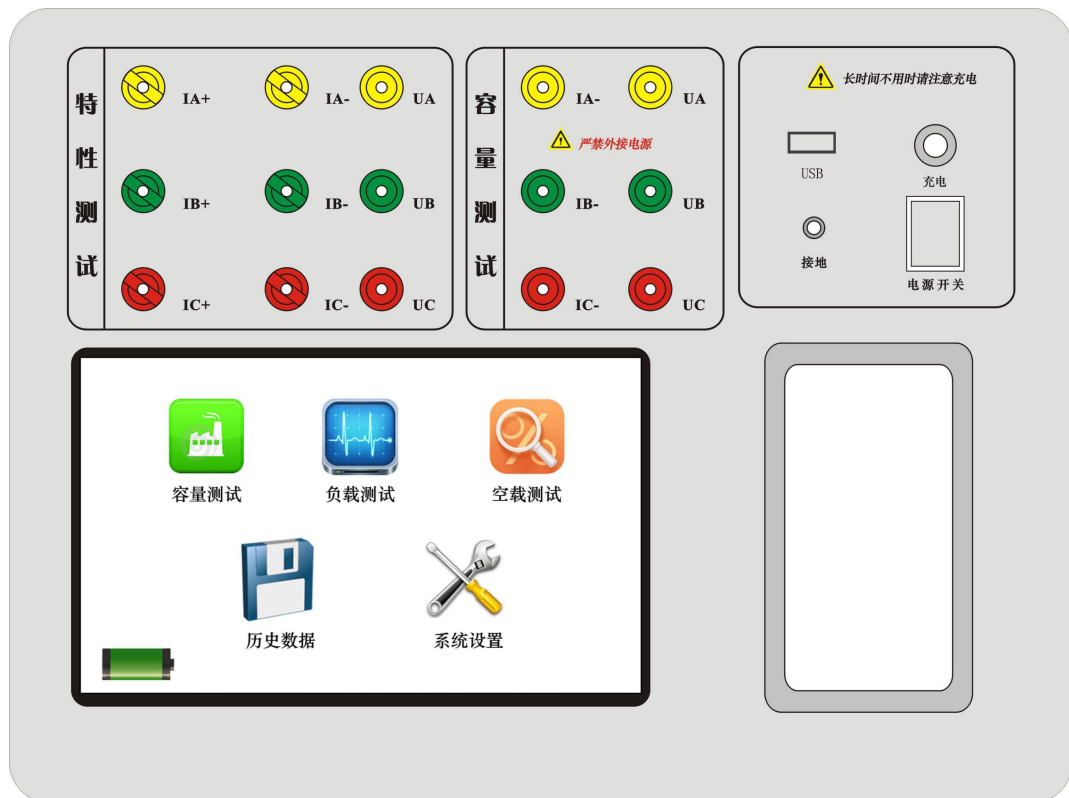 特性测试
IA+
IA-
UA
IB+
IB-
UB
IC+
IC-
UC
容量测试
IA-
UA
严禁外接电源
IB-
UB
IC-
UC
长时间不用时请注意充电
USB
充电
接地
电源开关
容量测试
负载测试
空载测试
历史数据
系统设置